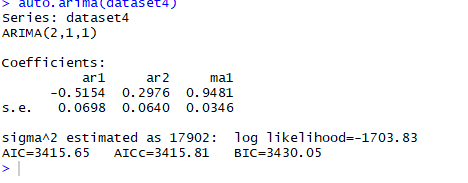 > auto.arima(dataset4)
Series: dataset4
ARIMA(2,1,1)
Coefficients:
ar1 ar2 ma1
-0.5154 0.2976 0.9481
s.e. 0.0698 0.0640 0.0346
sigma^2 estimated as 17902: log likelihood=-1703.83
AIC=3415.65 AICc=3415.81 BIC=3430.05
>